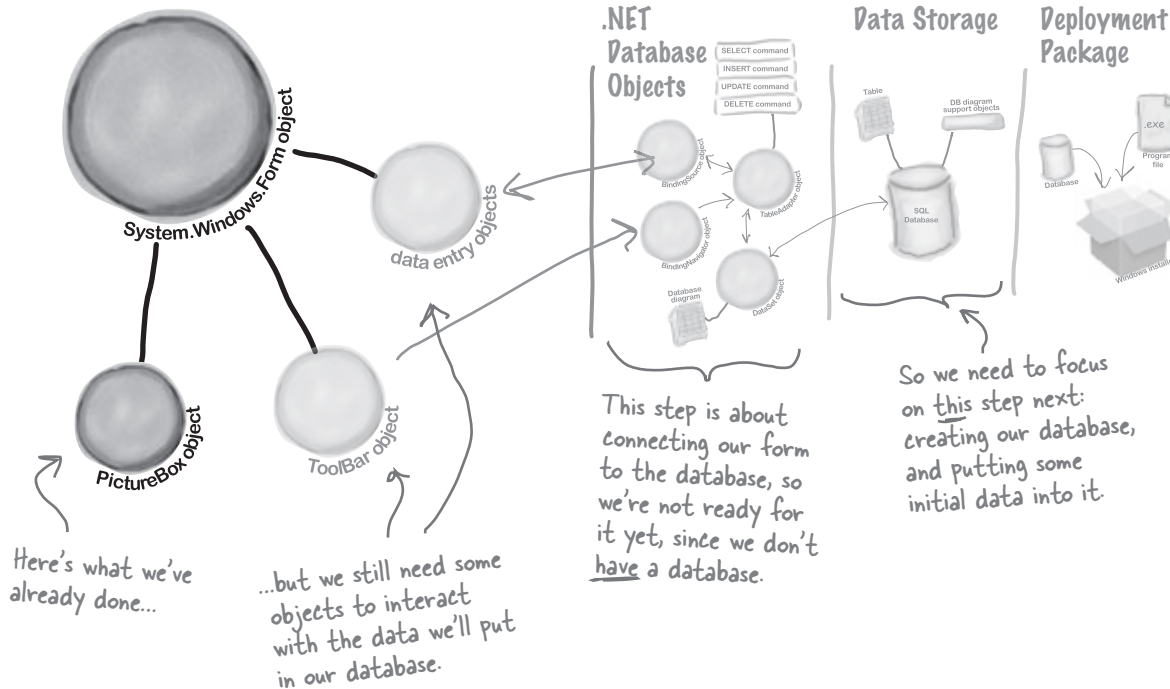 .NET
Database
Objects
Data Storage
Deployment
Package
SELECT command
INSERT command
UPDATE command
DELETE command
BindingSource object
TableAdapter object
BindingNavigator object
DataSet object
Database
diagram
Table
DB diagram
support objects
SQL
Database
Database
.exe
Program
file
Windows installer
System.Windows.Form object
data entry objects
PictureBox object
ToolBar object
Here's what we've
already done...
...but we still need some
objects to interact
with the data we'll put
in our database.
This step is about
connecting our form
to the database, so
we're not ready for
it yet, since we don't
have a database.
So we need to focus
on this step next:
creating our database,
and putting some
initial data into it.